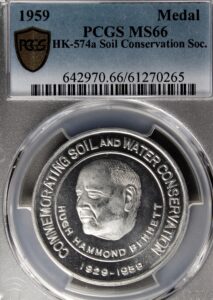 1959 Medal
PCGS MS66
HK-574a Soil Conservation Soc.
PCGS
642970.66/61270265
COMMEMORATING SOIL AND WATER CONSERVATION
HUGH HAMMOND BENNETT
1929-1959